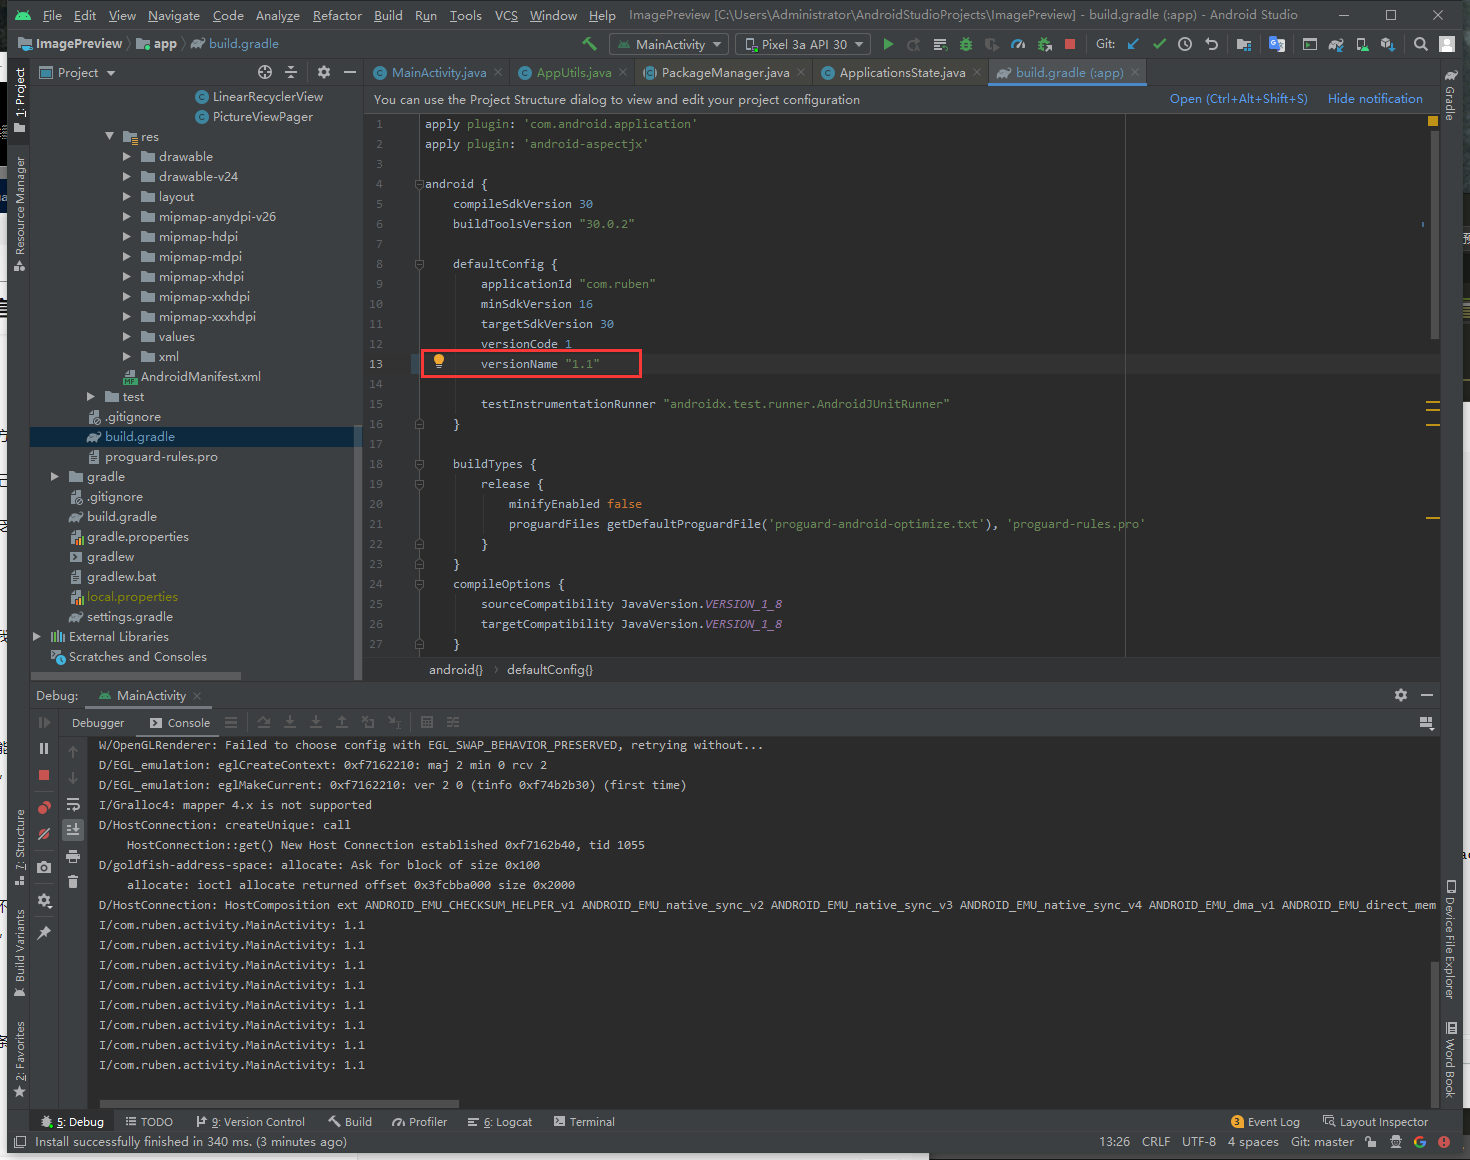 File Edit View Navigate Code Analyze Refactor Build Run Tools VCS Window Help ImagePreview [C:\Users\Administrator\AndroidStudioProjects\ImagePreview] - build.gradle (:app) - Android Studio
ImagePreview app build.gradle MainActivity Pixel 3a API 30 Git:
1: Project
Resource Manager
7: Structure
Build Variants
2: Favorites
Project
LinearRecyclerView
PictureViewPager
res
drawable
drawable-v24
layout
mipmap-anydpi-v26
mipmap-hdpi
mipmap-mdpi
mipmap-xhdpi
mipmap-xxhdpi
mipmap-xxxhdpi
values
xml
AndroidManifest.xml
test
.gitignore
build.gradle
proguard-rules.pro
gradle
.gitignore
build.gradle
gradle.properties
gradlew
gradlew.bat
local.properties
settings.gradle
External Libraries
Scratches and Consoles
MainActivity.java AppUtils.java PackageManager.java ApplicationsState.java build.gradle (:app)
You can use the Project Structure dialog to view and edit your project configuration Open (Ctrl+Alt+Shift+S) Hide notification
1 apply plugin: 'com.android.application'
2 apply plugin: 'android-aspectjx'
3
4 android {
5 compileSdkVersion 30
6 buildToolsVersion "30.0.2"
7
8 defaultConfig {
9 applicationId "com.ruben"
10 minSdkVersion 16
11 targetSdkVersion 30
12 versionCode 1
13 versionName "1.1"
14
15 testInstrumentationRunner "androidx.test.runner.AndroidJUnitRunner"
16 }
17
18 buildTypes {
19 release {
20 minifyEnabled false
21 proguardFiles getDefaultProguardFile('proguard-android-optimize.txt'), 'proguard-rules.pro'
22 }
23 }
24 compileOptions {
25 sourceCompatibility JavaVersion.VERSION_1_8
26 targetCompatibility JavaVersion.VERSION_1_8
27 }
android{} › defaultConfig{}
Gradle
Device File Explorer
Word Book
Debug: MainActivity
Debugger Console
W/OpenGLRenderer: Failed to choose config with EGL_SWAP_BEHAVIOR_PRESERVED, retrying without...
D/EGL_emulation: eglCreateContext: 0xf7162210: maj 2 min 0 rcv 2
D/EGL_emulation: eglMakeCurrent: 0xf7162210: ver 2 0 (tinfo 0xf74b2b30) (first time)
I/Gralloc4: mapper 4.x is not supported
D/HostConnection: createUnique: call
HostConnection::get() New Host Connection established 0xf7162b40, tid 1055
D/goldfish-address-space: allocate: Ask for block of size 0x100
allocate: ioctl allocate returned offset 0x3fcbba000 size 0x2000
D/HostConnection: HostComposition ext ANDROID_EMU_CHECKSUM_HELPER_v1 ANDROID_EMU_native_sync_v2 ANDROID_EMU_native_sync_v3 ANDROID_EMU_native_sync_v4 ANDROID_EMU_dma_v1 ANDROID_EMU_direct_mem
I/com.ruben.activity.MainActivity: 1.1
I/com.ruben.activity.MainActivity: 1.1
I/com.ruben.activity.MainActivity: 1.1
I/com.ruben.activity.MainActivity: 1.1
I/com.ruben.activity.MainActivity: 1.1
I/com.ruben.activity.MainActivity: 1.1
I/com.ruben.activity.MainActivity: 1.1
I/com.ruben.activity.MainActivity: 1.1
5: Debug TODO 9: Version Control Build Profiler 6: Logcat Terminal 3 Event Log Layout Inspector
Install successfully finished in 340 ms. (3 minutes ago) 13:26 CRLF UTF-8 4 spaces Git: master